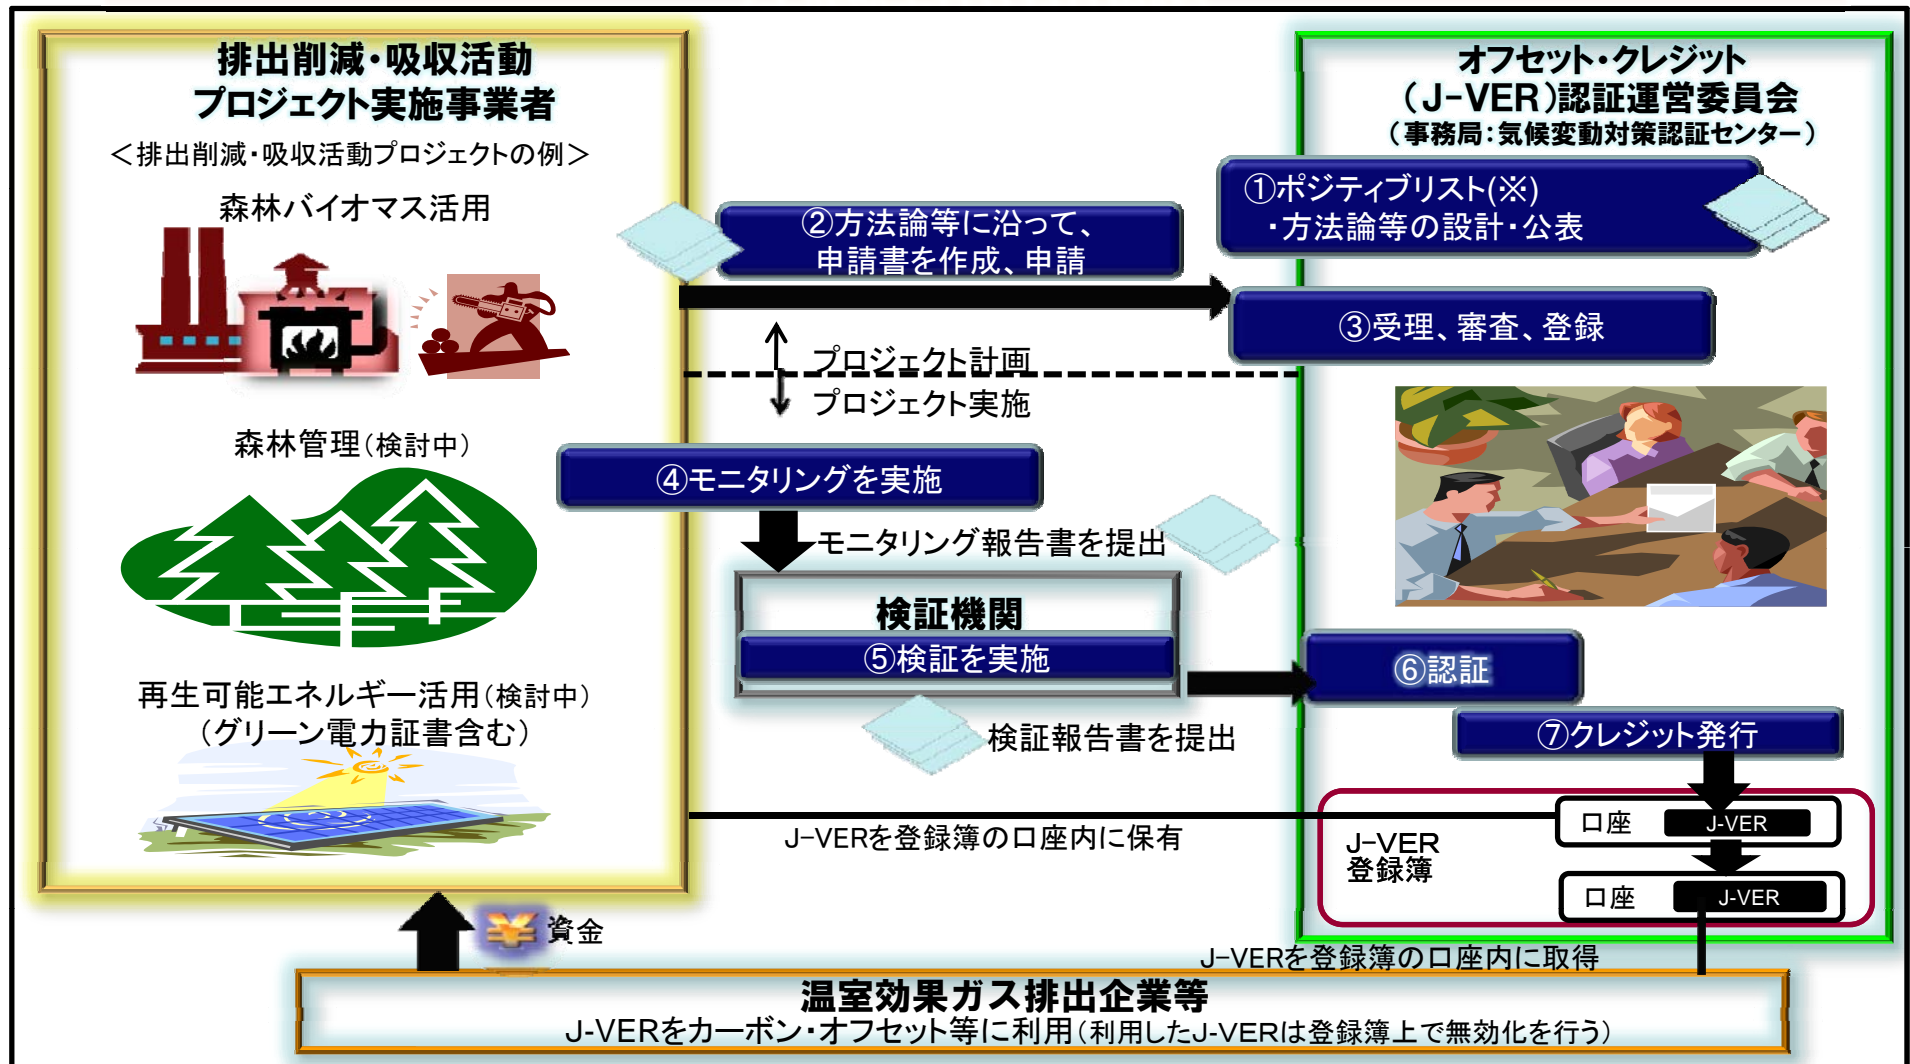 排出削減・吸収活動
プロジェクト実施事業者
＜排出削減・吸収活動プロジェクトの例＞
森林バイオマス活用
森林管理（検討中）
再生可能エネルギー活用（検討中）
（グリーン電力証書含む）
オフセット・クレジット
（J-VER）認証運営委員会
（事務局：気候変動対策認証センター）
①ポジティブリスト(※)
・方法論等の設計・公表
②方法論等に沿って、
申請書を作成、申請
③受理、審査、登録
プロジェクト計画
プロジェクト実施
④モニタリングを実施
モニタリング報告書を提出
検証機関
⑤検証を実施
検証報告書を提出
⑥認証
⑦クレジット発行
J-VERを登録簿の口座内に保有
J-VER
登録簿
口座 J-VER
口座 J-VER
¥ 資金
J-VERを登録簿の口座内に取得
温室効果ガス排出企業等
J-VERをカーボン・オフセット等に利用（利用したJ-VERは登録簿上で無効化を行う）